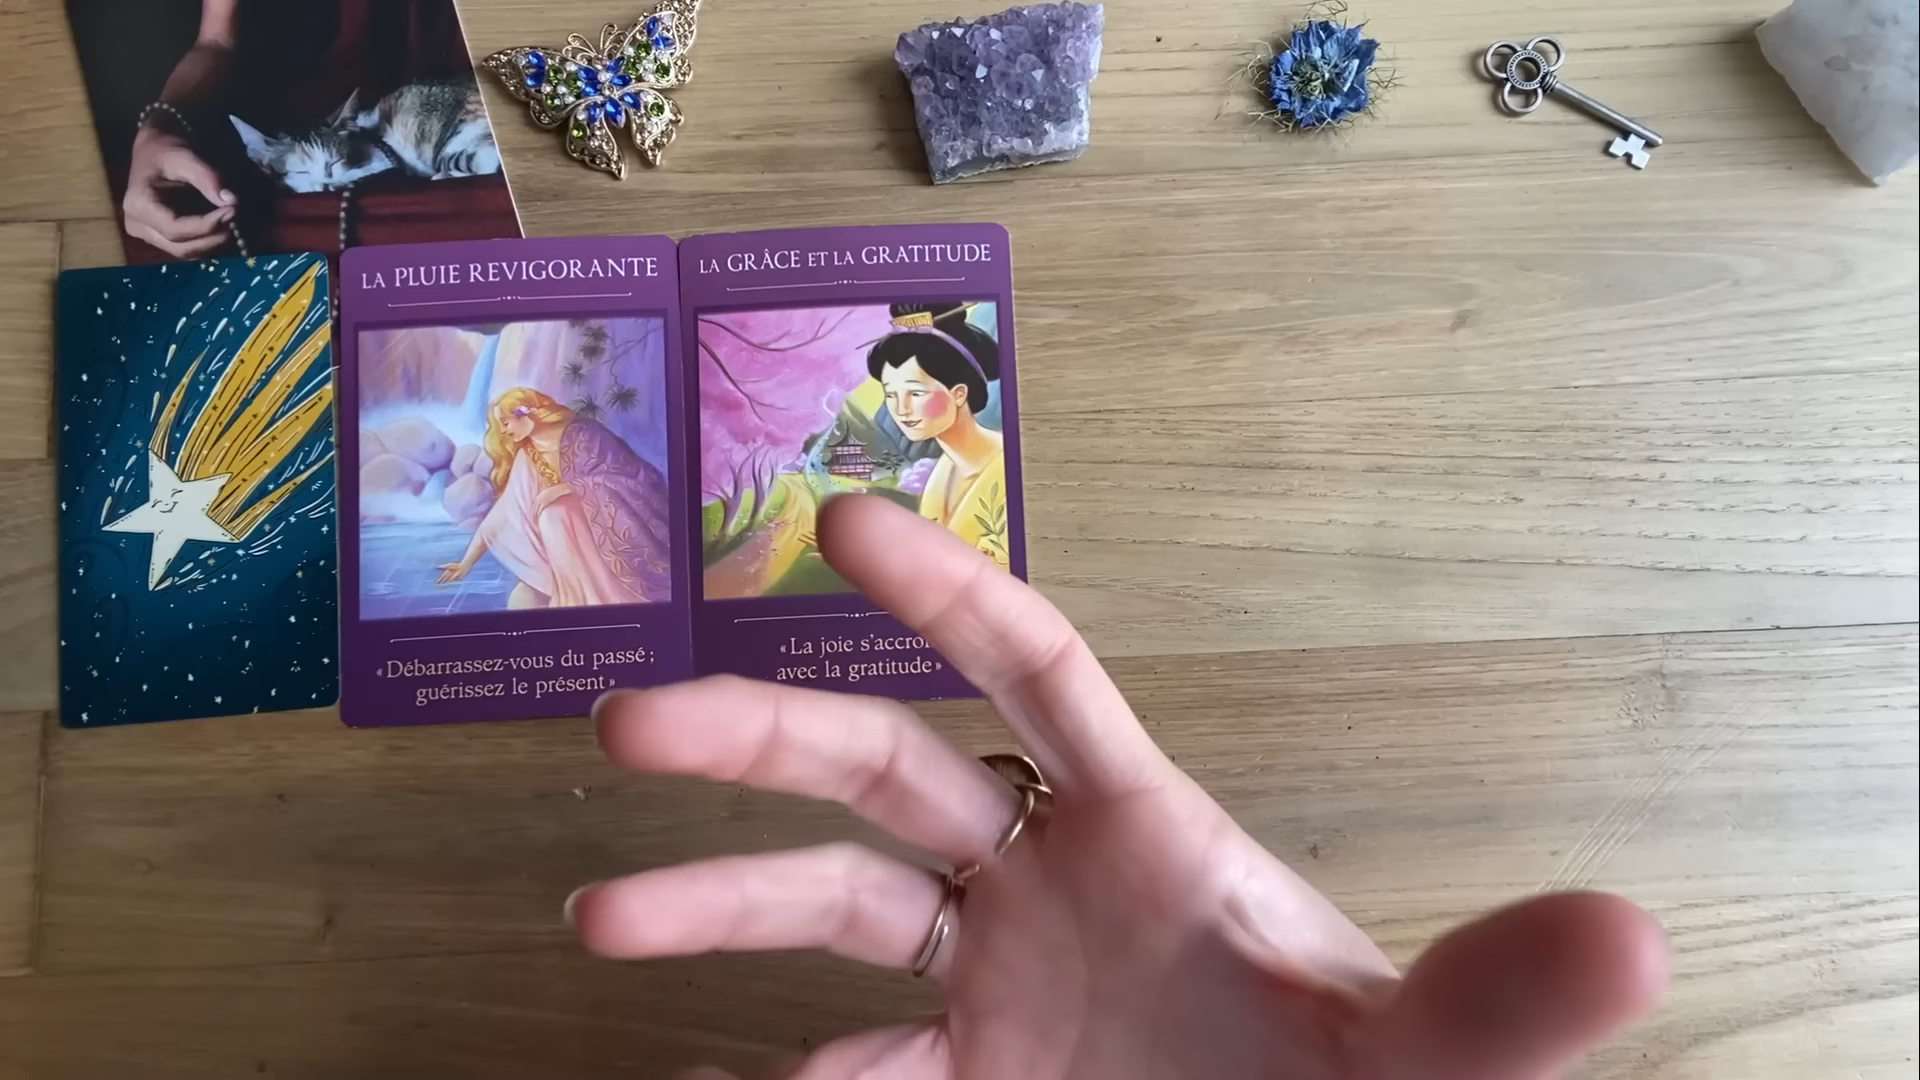 LA PLUIE REVIGORANTE
«Débarrassez-vous du passé;
guérissez le présent»
LA GRÂCE ET LA GRATITUDE
«La joie s'accroît
avec la gratitude»